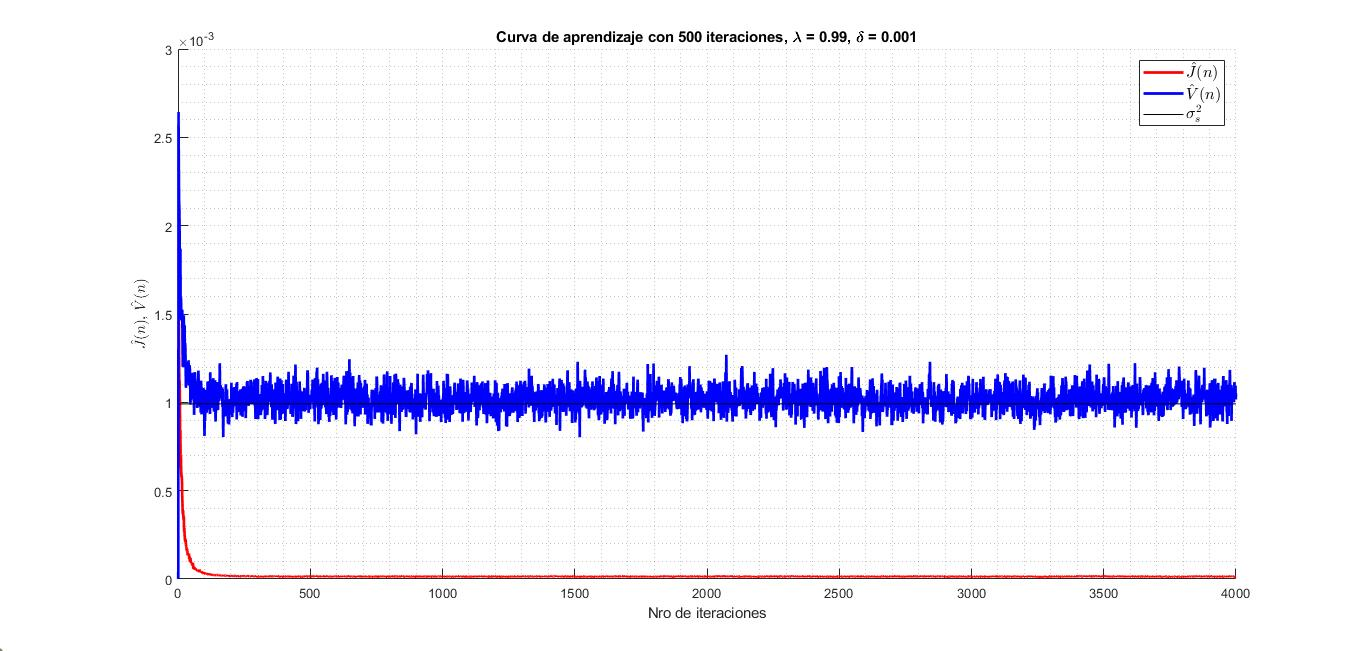 Curva de aprendizaje con 500 iteraciones, λ = 0.99, δ = 0.001
×10⁻³
3
2.5
2
1.5
1
0.5
0
Ĵ(n), V̂(n)
Ĵ(n)
V̂(n)
σ²ₛ
0 500 1000 1500 2000 2500 3000 3500 4000
Nro de iteraciones